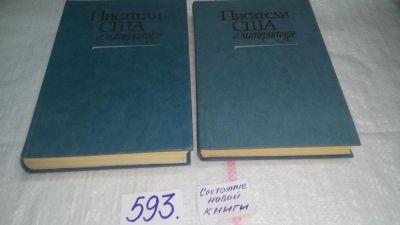 Писатели
США
о литературе
Писатели
США
о литературе
593.
Состояние
новой
книги